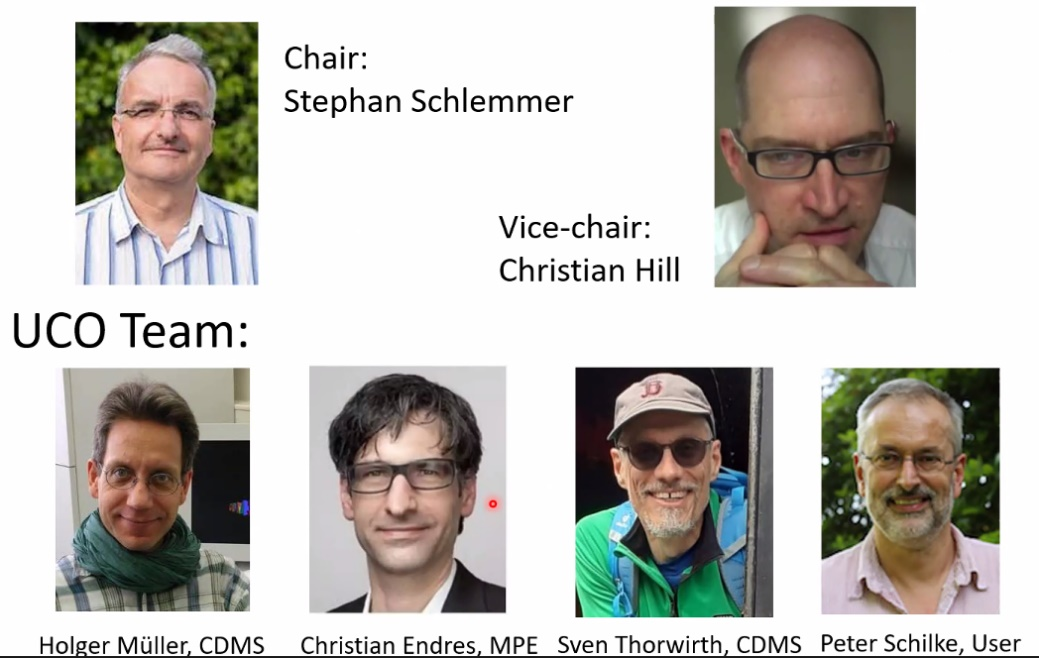 Chair:
Stephan Schlemmer
Vice-chair:
Christian Hill
UCO Team:
Holger Müller, CDMS
Christian Endres, MPE
Sven Thorwirth, CDMS
Peter Schilke, User